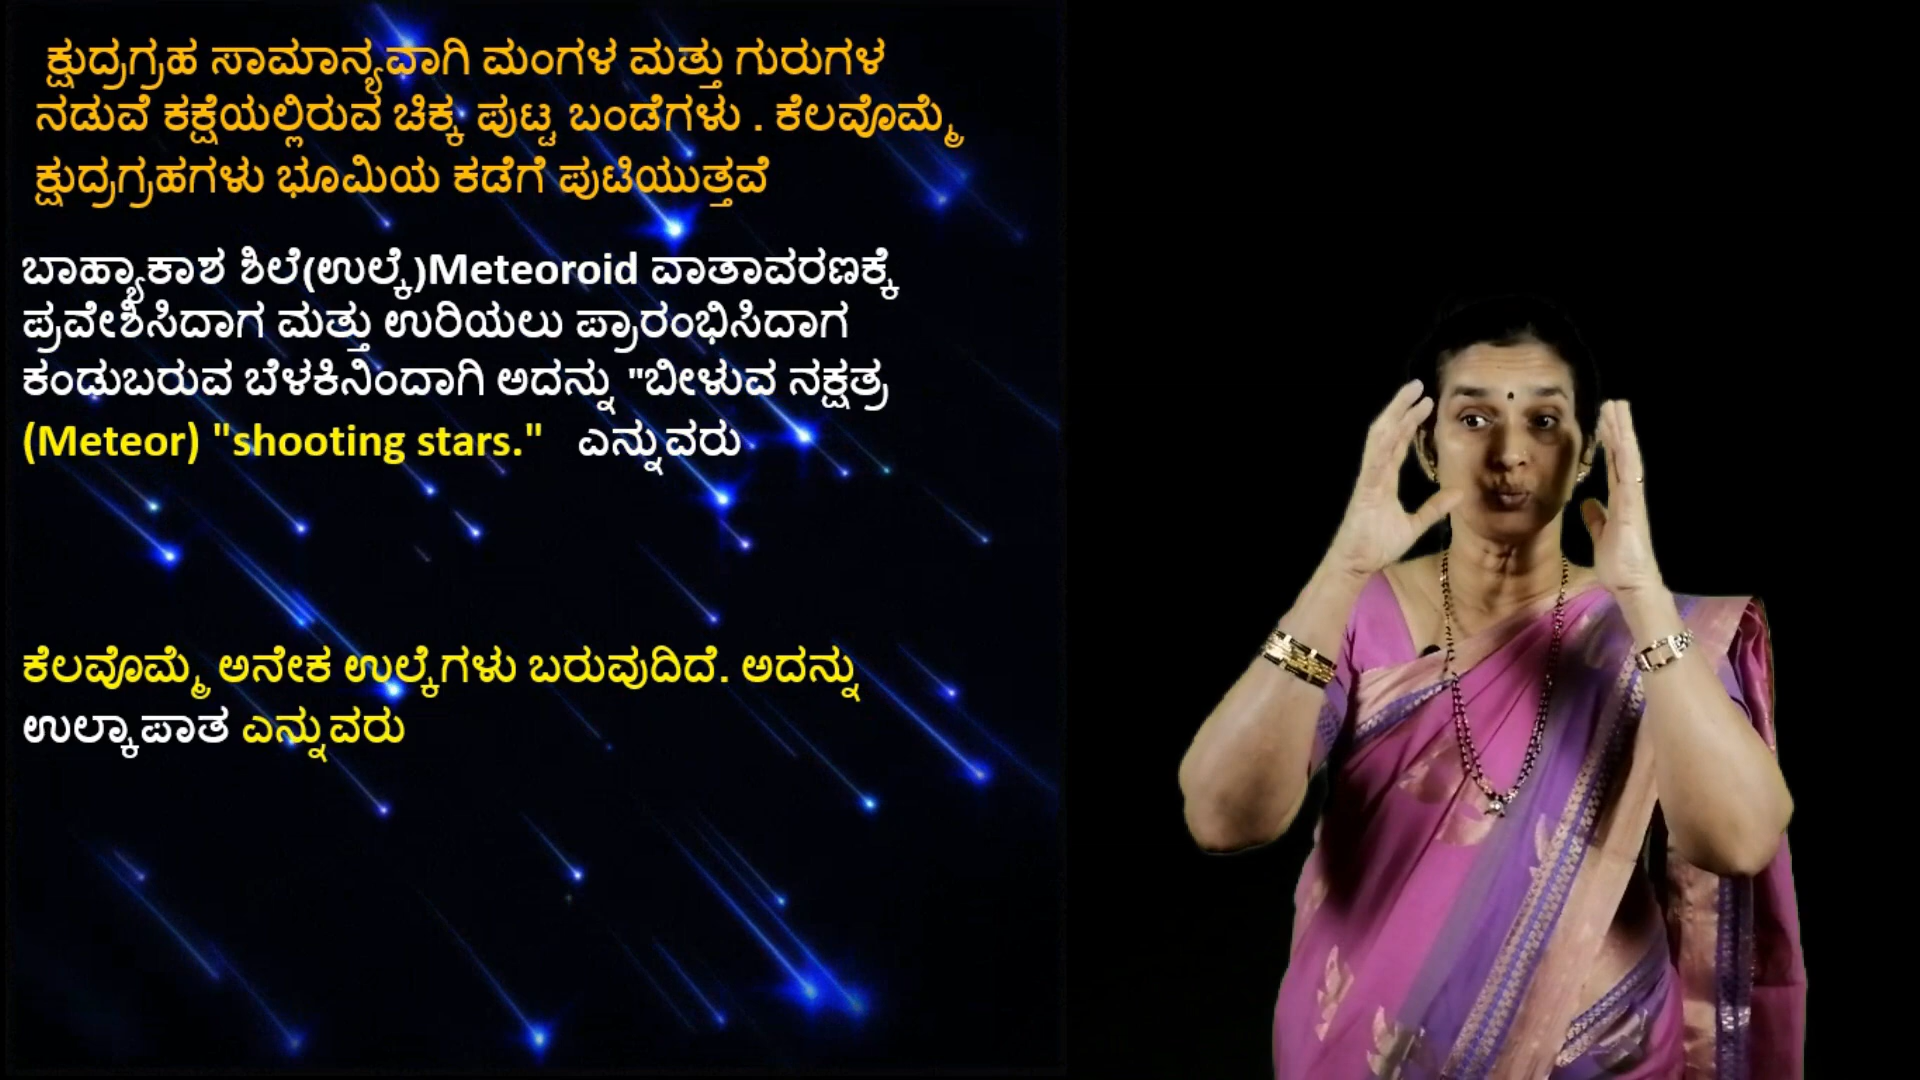 ಕ್ಷುದ್ರಗ್ರಹ ಸಾಮಾನ್ಯವಾಗಿ ಮಂಗಳ ಮತ್ತು ಗುರುಗಳ
ನಡುವೆ ಕಕ್ಷೆಯಲ್ಲಿರುವ ಚಿಕ್ಕ ಪುಟ್ಟ ಬಂಡೆಗಳು . ಕೆಲವೊಮ್ಮೆ
ಕ್ಷುದ್ರಗ್ರಹಗಳು ಭೂಮಿಯ ಕಡೆಗೆ ಪುಟಿಯುತ್ತವೆ
ಬಾಹ್ಯಾಕಾಶ ಶಿಲೆ(ಉಲ್ಕೆ)Meteoroid ವಾತಾವರಣಕ್ಕೆ
ಪ್ರವೇಶಿಸಿದಾಗ ಮತ್ತು ಉರಿಯಲು ಪ್ರಾರಂಭಿಸಿದಾಗ
ಕಂಡುಬರುವ ಬೆಳಕಿನಿಂದಾಗಿ ಅದನ್ನು "ಬೀಳುವ ನಕ್ಷತ್ರ
(Meteor) "shooting stars." ಎನ್ನುವರು
ಕೆಲವೊಮ್ಮೆ ಅನೇಕ ಉಲ್ಕೆಗಳು ಬರುವುದಿದೆ. ಅದನ್ನು
ಉಲ್ಕಾಪಾತ ಎನ್ನುವರು